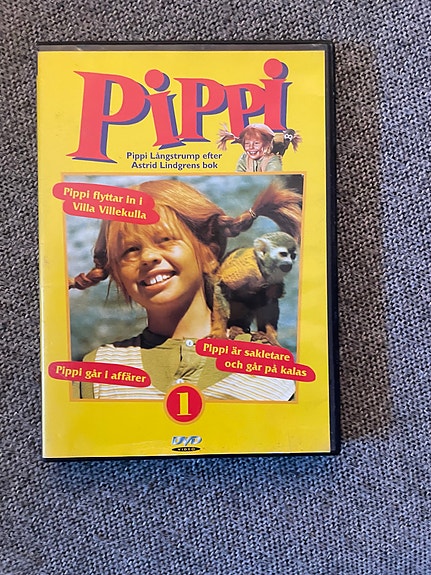 Pippi
Pippi Långstrump efter
Astrid Lindgrens bok
Pippi flyttar in i
Villa Villekulla
Pippi är sakletare
och går på kalas
Pippi går i affärer
1
VIDEO